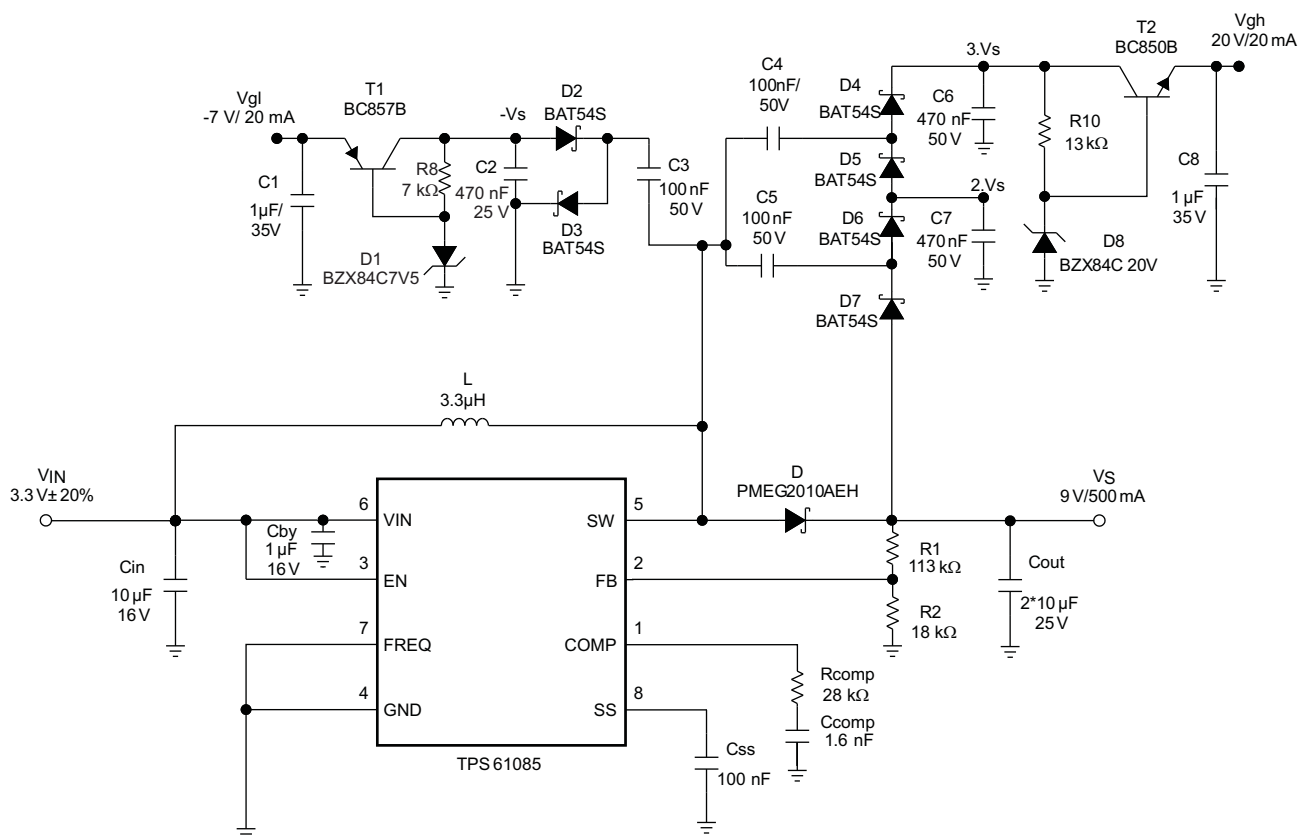 T2
BC850B
Vgh
20 V/20 mA
3.Vs
C4
100nF/
50V
D4
BAT54S
C6
470 nF
50 V
R10
13 kΩ
C8
1 µF
35 V
Vgl
-7 V/ 20 mA
T1
BC857B
-Vs
D2
BAT54S
C1
1µF/
35V
R8
7 kΩ
C2
470 nF
25 V
C3
100 nF
50 V
D3
BAT54S
D5
BAT54S
2.Vs
C5
100 nF
50 V
D6
BAT54S
C7
470 nF
50 V
D8
BZX84C 20V
D1
BZX84C7V5
D7
BAT54S
L
3.3µH
VIN
3.3 V± 20%
D
PMEG2010AEH
VS
9 V/500 mA
6
VIN
SW
5
Cby
1 µF
16 V
Cin
10 µF
16 V
3
EN
FB
2
R1
113 kΩ
R2
18 kΩ
Cout
2*10 µF
25 V
7
FREQ
COMP
1
4
GND
SS
8
Rcomp
28 kΩ
Ccomp
1.6 nF
Css
100 nF
TPS 61085